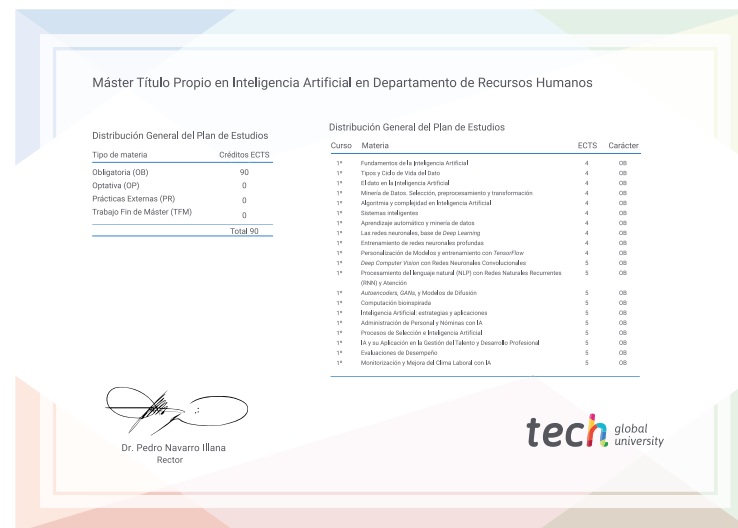 Máster Título Propio en Inteligencia Artificial en Departamento de Recursos Humanos
Distribución General del Plan de Estudios
Tipo de materia Créditos ECTS
Obligatoria (OB) 90
Optativa (OP) 0
Prácticas Externas (PR) 0
Trabajo Fin de Máster (TFM) 0
Total 90
Distribución General del Plan de Estudios
Curso Materia ECTS Carácter
1º Fundamentos de la Inteligencia Artificial 4 OB
1º Tipos y Ciclo de Vida del Dato 4 OB
1º El dato en la Inteligencia Artificial 4 OB
1º Minería de Datos. Selección, preprocesamiento y transformación 4 OB
1º Algoritmia y complejidad en Inteligencia Artificial 4 OB
1º Sistemas inteligentes 4 OB
1º Aprendizaje automático y minería de datos 4 OB
1º Las redes neuronales, base de Deep Learning 4 OB
1º Entrenamiento de redes neuronales profundas 4 OB
1º Personalización de Modelos y entrenamiento con TensorFlow 4 OB
1º Deep Computer Vision con Redes Neuronales Convolucionales 5 OB
1º Procesamiento del lenguaje natural (NLP) con Redes Naturales Recurrentes 5 OB
(RNN) y Atención
1º Autoencoders, GANs, y Modelos de Difusión 5 OB
1º Computación bioinspirada 5 OB
1º Inteligencia Artificial: estrategias y aplicaciones 5 OB
1º Administración de Personal y Nóminas con IA 5 OB
1º Procesos de Selección e Inteligencia Artificial 5 OB
1º IA y su Aplicación en la Gestión del Talento y Desarrollo Profesional 5 OB
1º Evaluaciones de Desempeño 5 OB
1º Monitorización y Mejora del Clima Laboral con IA 5 OB
Dr. Pedro Navarro Illana
Rector
tech global
university